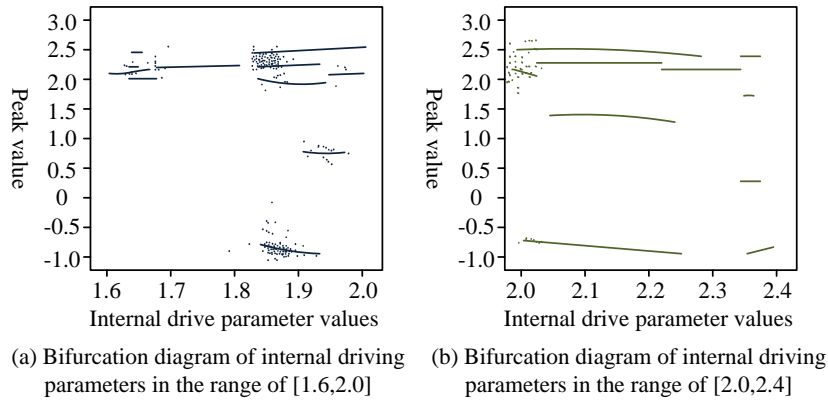 3.0
2.5
2.0
1.5
1.0
0.5
0
-0.5
-1.0
Peak value
1.6 1.7 1.8 1.9 2.0
Internal drive parameter values
(a) Bifurcation diagram of internal driving
parameters in the range of [1.6,2.0]
3.0
2.5
2.0
1.5
1.0
0.5
0
-0.5
-1.0
Peak value
2.0 2.1 2.2 2.3 2.4
Internal drive parameter values
(b) Bifurcation diagram of internal driving
parameters in the range of [2.0,2.4]